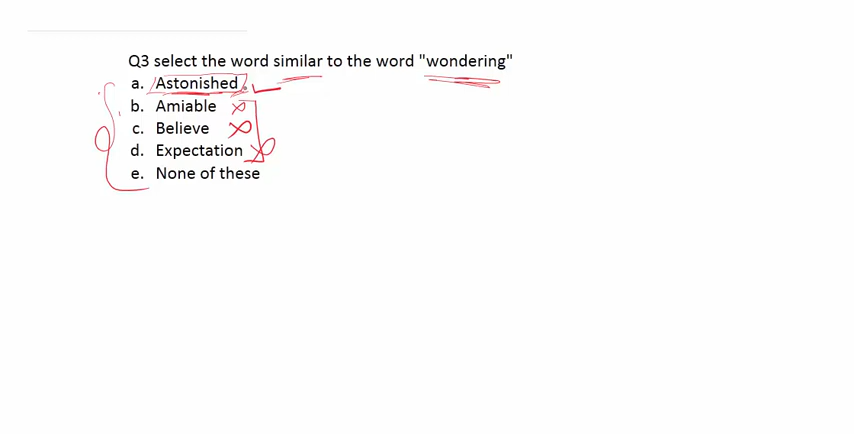 Q3 select the word similar to the word "wondering"
a. Astonished
b. Amiable
c. Believe
d. Expectation
e. None of these